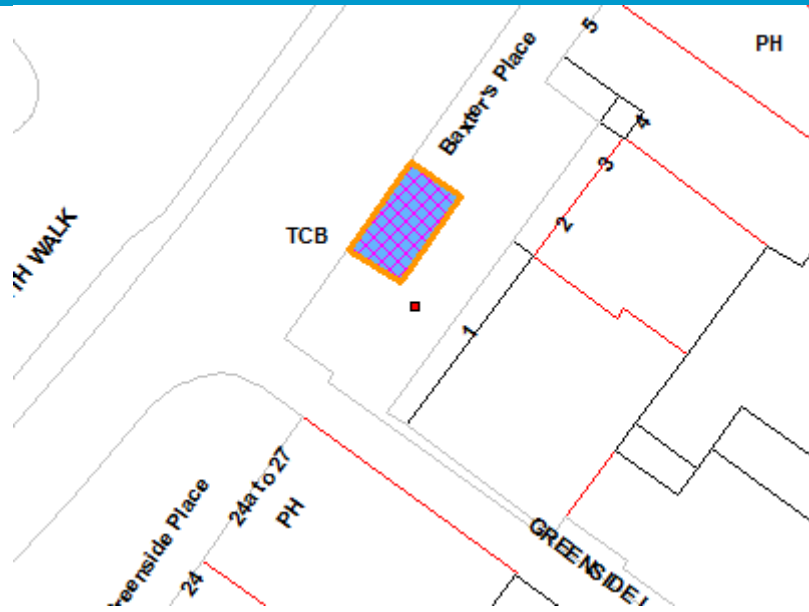 5
PH
Baxter's Place
4
3
2
TCB
TH WALK
1
24a to 27
PH
Greenside Place
24
GREENSIDE L